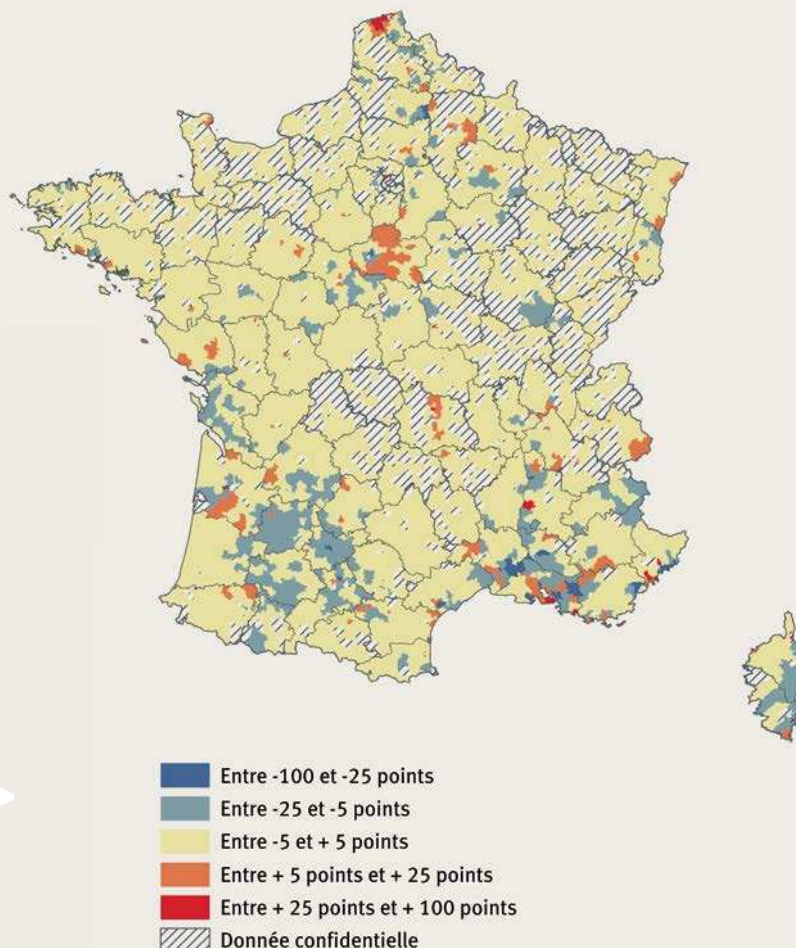 Entre -100 et -25 points
Entre -25 et -5 points
Entre -5 et + 5 points
Entre + 5 points et + 25 points
Entre + 25 points et + 100 points
Donnée confidentielle